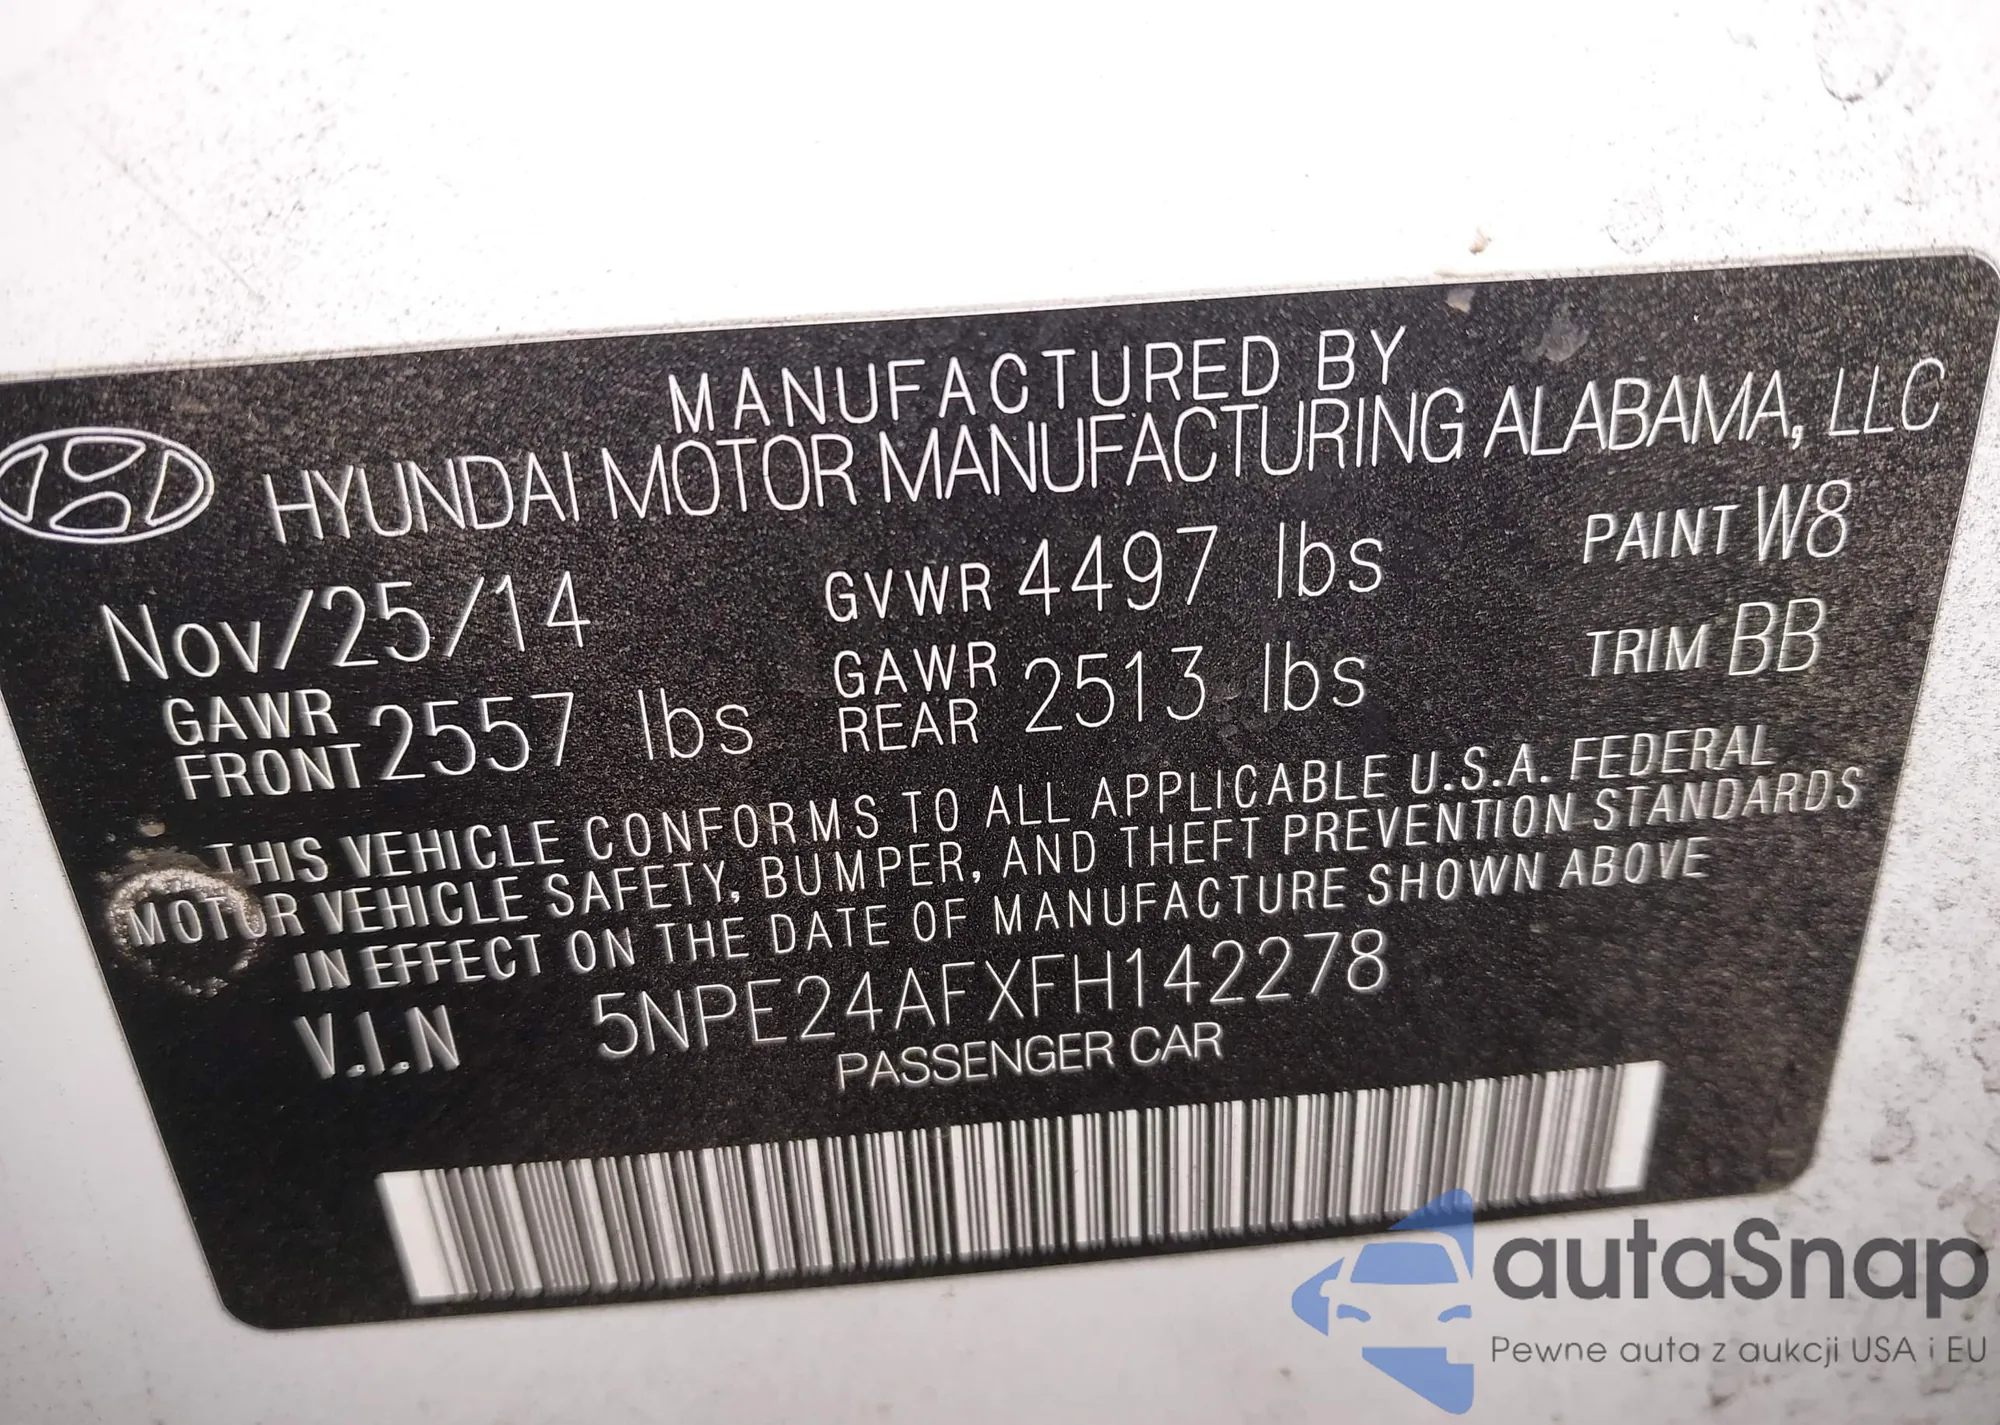 MANUFACTURED BY
HYUNDAI MOTOR MANUFACTURING ALABAMA, LLC
Nov/25/14 GVWR 4497 lbs PAINT W8
GAWR FRONT 2557 lbs GAWR REAR 2513 lbs TRIM BB
THIS VEHICLE CONFORMS TO ALL APPLICABLE U.S.A. FEDERAL
MOTOR VEHICLE SAFETY, BUMPER, AND THEFT PREVENTION STANDARDS
IN EFFECT ON THE DATE OF MANUFACTURE SHOWN ABOVE
V.I.N 5NPE24AFXFH142278
PASSENGER CAR
autaSnap
Pewne auta z aukcji USA i EU